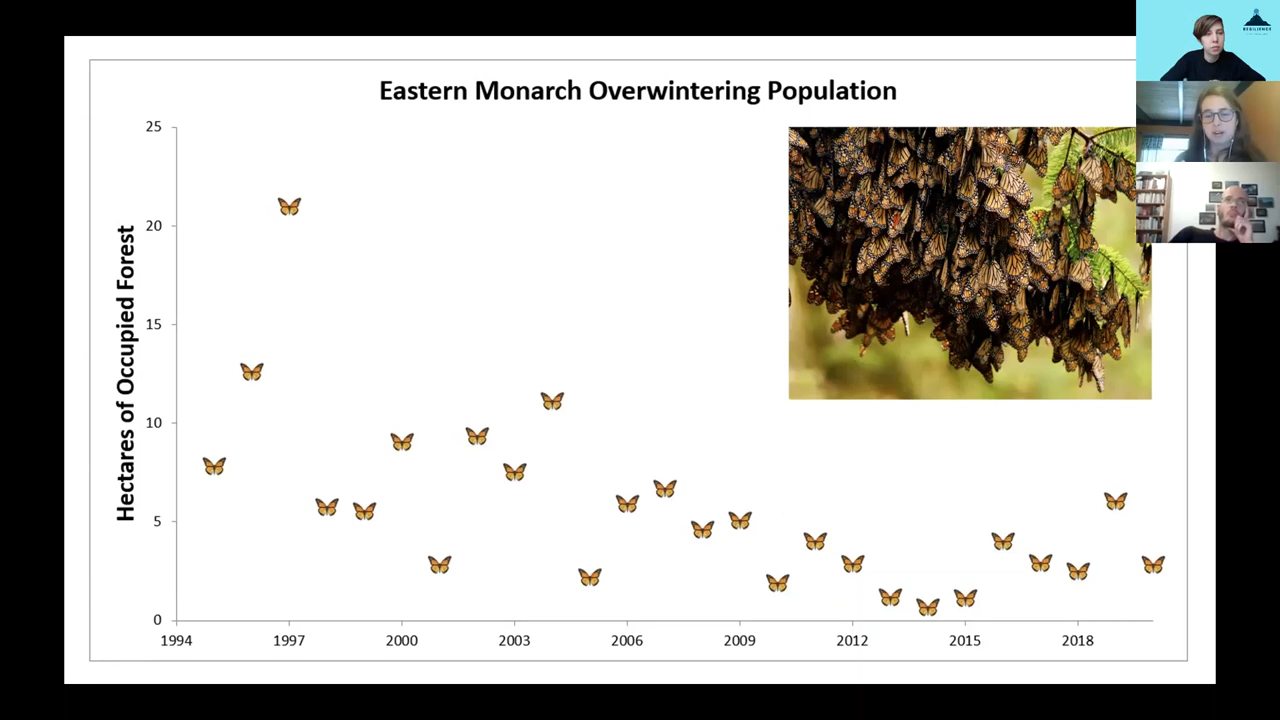 Eastern Monarch Overwintering Population
Hectares of Occupied Forest
25
20
15
10
5
0
1994 1997 2000 2003 2006 2009 2012 2015 2018
RESILIENCE